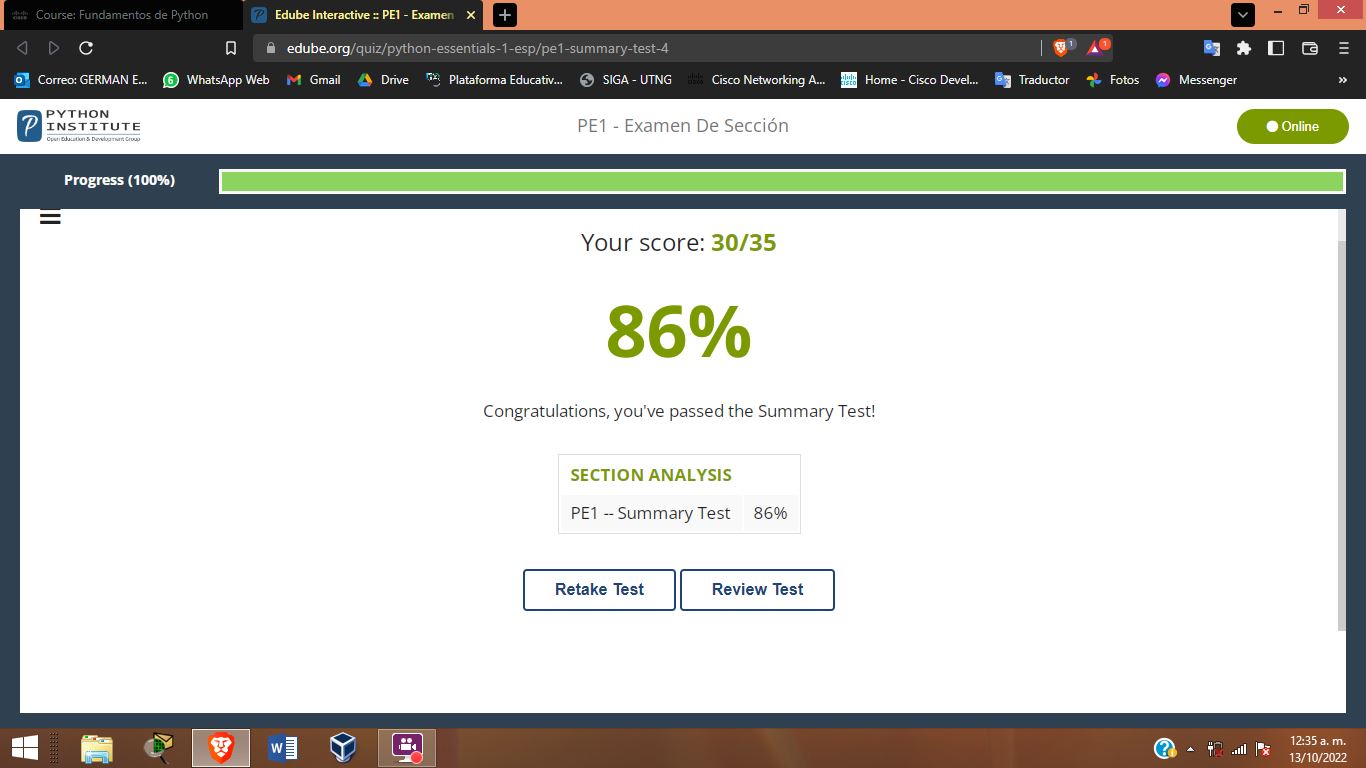 Course: Fundamentos de Python
Edube Interactive :: PE1 - Examen
edube.org/quiz/python-essentials-1-esp/pe1-summary-test-4
1
1
Correo: GERMAN E...
6
WhatsApp Web
Gmail
Drive
Plataforma Educativ...
SIGA - UTNG
Cisco Networking A...
Home - Cisco Devel...
Traductor
Fotos
Messenger
»
PYTHON
INSTITUTE
Open Education & Development Group
PE1 - Examen De Sección
Online
Progress (100%)
Your score: 30/35
86%
Congratulations, you've passed the Summary Test!
SECTION ANALYSIS
PE1 -- Summary Test 86%
Retake Test
Review Test
12:35 a. m.
13/10/2022